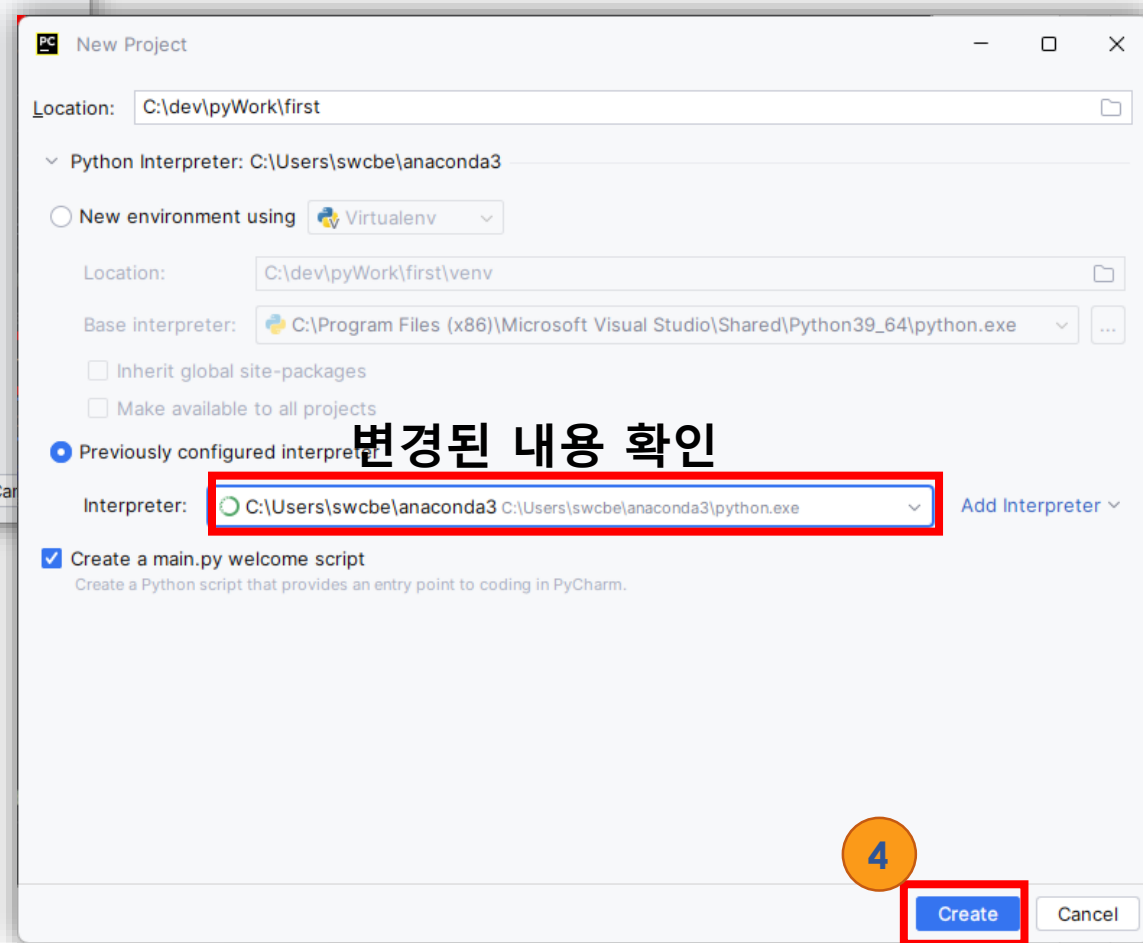 PC New Project
Location: C:\dev\pyWork\first
Python Interpreter: C:\Users\swcbe\anaconda3
New environment using Virtualenv
Location: C:\dev\pyWork\first\venv
Base interpreter: C:\Program Files (x86)\Microsoft Visual Studio\Shared\Python39_64\python.exe ...
Inherit global site-packages
Make available to all projects
변경된 내용 확인
Previously configured interpreter
Interpreter: C:\Users\swcbe\anaconda3 C:\Users\swcbe\anaconda3\python.exe Add Interpreter
Create a main.py welcome script
Create a Python script that provides an entry point to coding in PyCharm.
4
Create Cancel